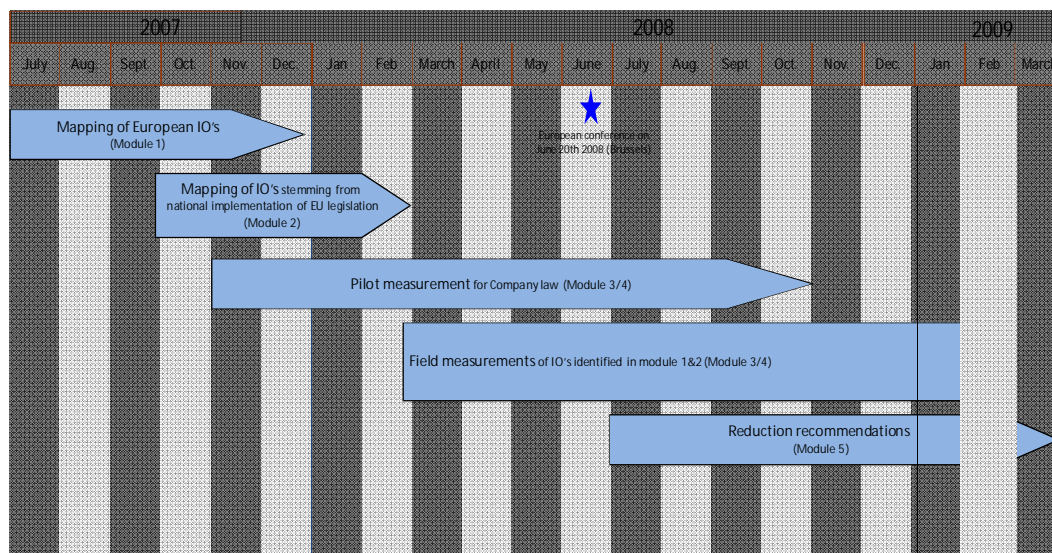 2007 2008 2009
July Aug. Sept. Oct. Nov. Dec. Jan Feb March April May June July Aug. Sept. Oct. Nov. Dec. Jan Feb March
Mapping of European IO's
(Module 1)
European conference on
June 20th 2008 (Brussels)
Mapping of IO's stemming from
national implementation of EU legislation
(Module 2)
Pilot measurement for Company law (Module 3/4)
Field measurements of IO's identified in module 1&2 (Module 3/4)
Reduction recommendations
(Module 5)